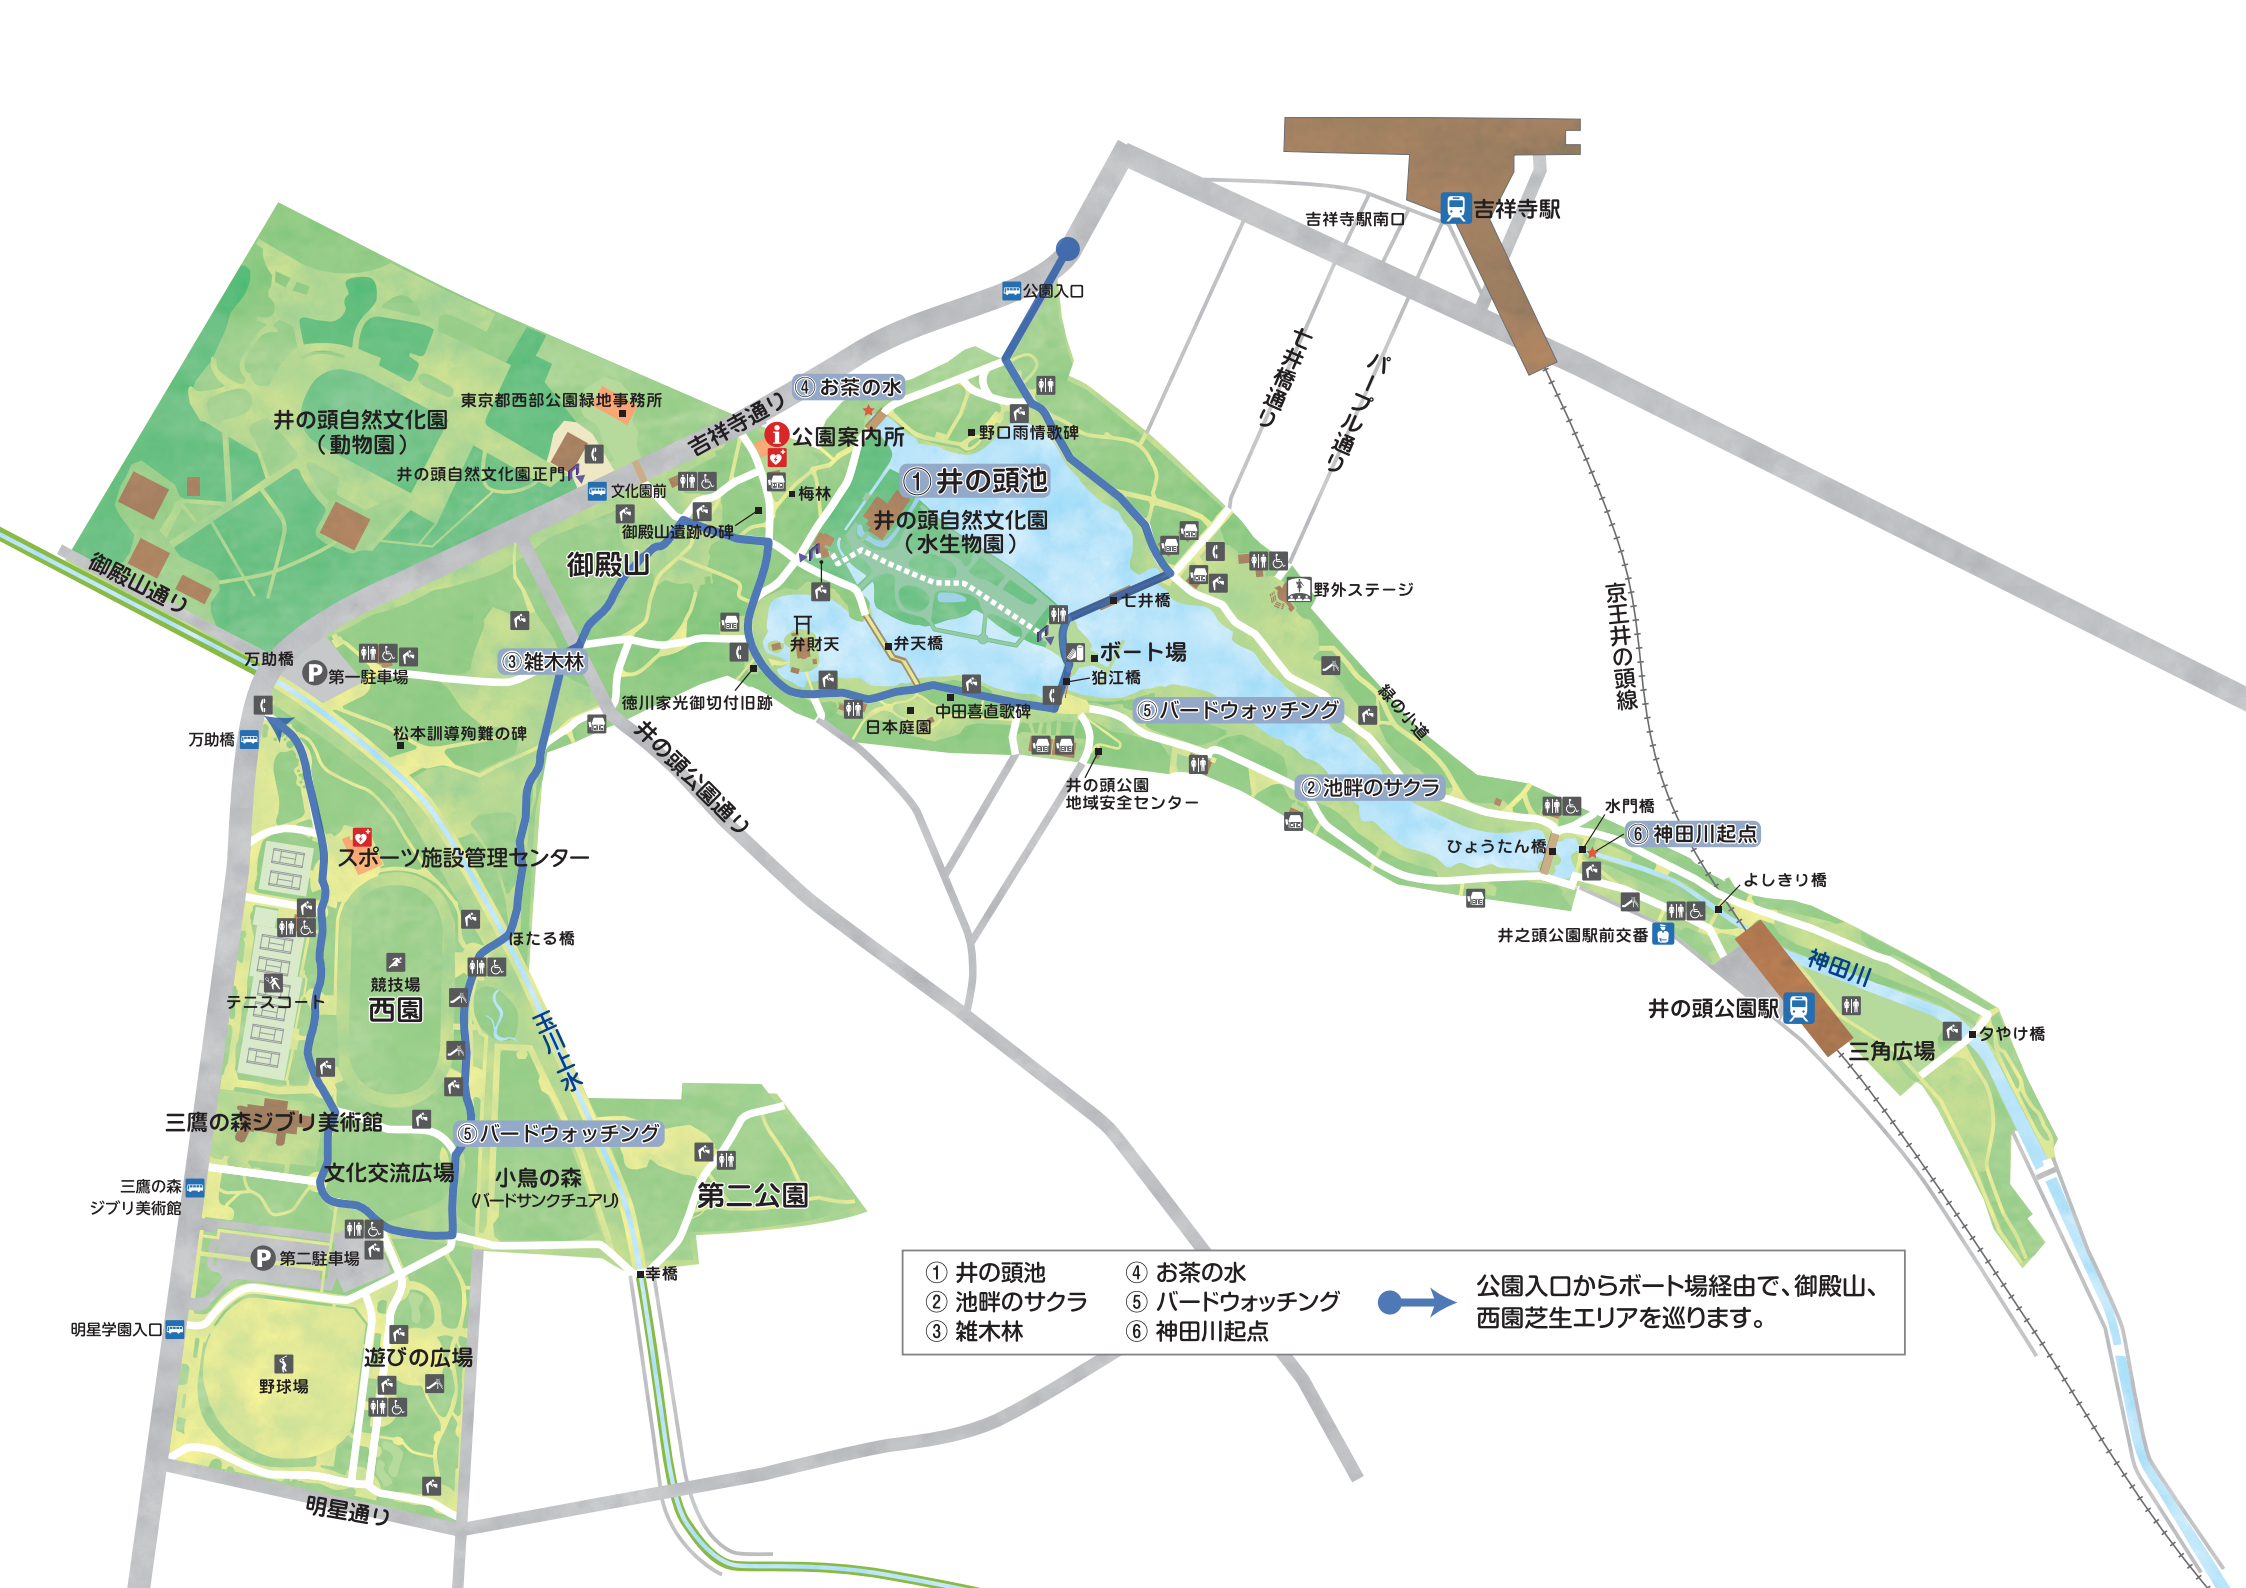 吉祥寺駅
吉祥寺駅南口
公園入口
七井橋通り
パープル通り
④お茶の水
吉祥寺通り
東京都西部公園緑地事務所
井の頭自然文化園
（動物園）
井の頭自然文化園正門
文化園前
i 公園案内所
野口雨情歌碑
梅林
①井の頭池
井の頭自然文化園
（水生物園）
御殿山遺跡の碑
御殿山
御殿山通り
野外ステージ
七井橋
京王井の頭線
弁財天
弁天橋
ボート場
狛江橋
万助橋
P 第一駐車場
③雑木林
徳川家光御切付旧跡
中田喜直歌碑
日本庭園
⑤バードウォッチング
緑の小道
万助橋
松本訓導殉難の碑
井の頭公園通り
井の頭公園
地域安全センター
②池畔のサクラ
水門橋
⑥神田川起点
ひょうたん橋
よしきり橋
スポーツ施設管理センター
ほたる橋
井之頭公園駅前交番
神田川
競技場
西園
テニスコート
井の頭公園駅
夕やけ橋
三角広場
玉川上水
三鷹の森ジブリ美術館
⑤バードウォッチング
文化交流広場
小鳥の森
（バードサンクチュアリ）
第二公園
三鷹の森
ジブリ美術館
P 第二駐車場
幸橋
明星学園入口
遊びの広場
野球場
明星通り
① 井の頭池
② 池畔のサクラ
③ 雑木林
④ お茶の水
⑤ バードウォッチング
⑥ 神田川起点
公園入口からボート場経由で、御殿山、
西園芝生エリアを巡ります。